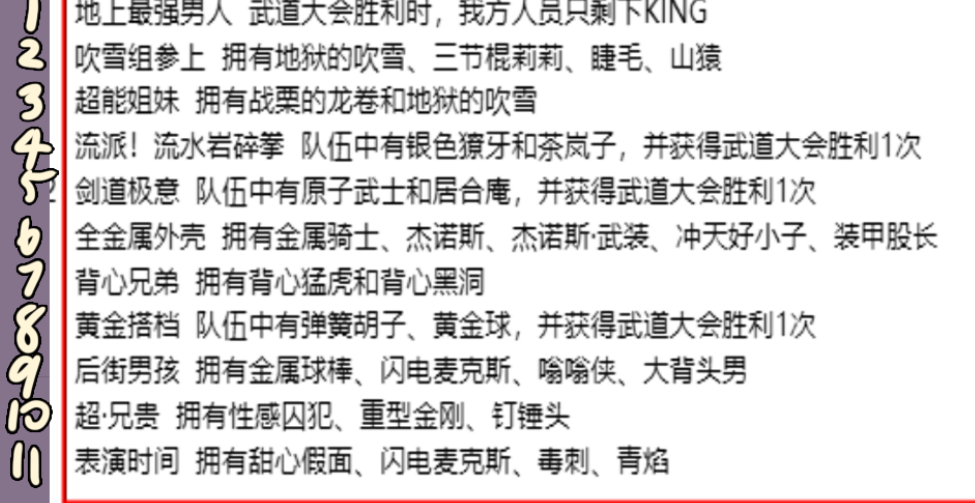 1 地上最强男人 武道大会胜利时，我方人员只剩下KING
2 吹雪组参上 拥有地狱的吹雪、三节棍莉莉、睫毛、山猿
3 超能姐妹 拥有战栗的龙卷和地狱的吹雪
4 流派！流水岩碎拳 队伍中有银色獠牙和茶岚子，并获得武道大会胜利1次
5 剑道极意 队伍中有原子武士和居合庵，并获得武道大会胜利1次
6 全金属外壳 拥有金属骑士、杰诺斯、杰诺斯·武装、冲天好小子、装甲股长
7 背心兄弟 拥有背心猛虎和背心黑洞
8 黄金搭档 队伍中有弹簧胡子、黄金球，并获得武道大会胜利1次
9 后街男孩 拥有金属球棒、闪电麦克斯、嗡嗡侠、大背头男
10 超·兄贵 拥有性感囚犯、重型金刚、钉锤头
11 表演时间 拥有甜心假面、闪电麦克斯、毒刺、青焰